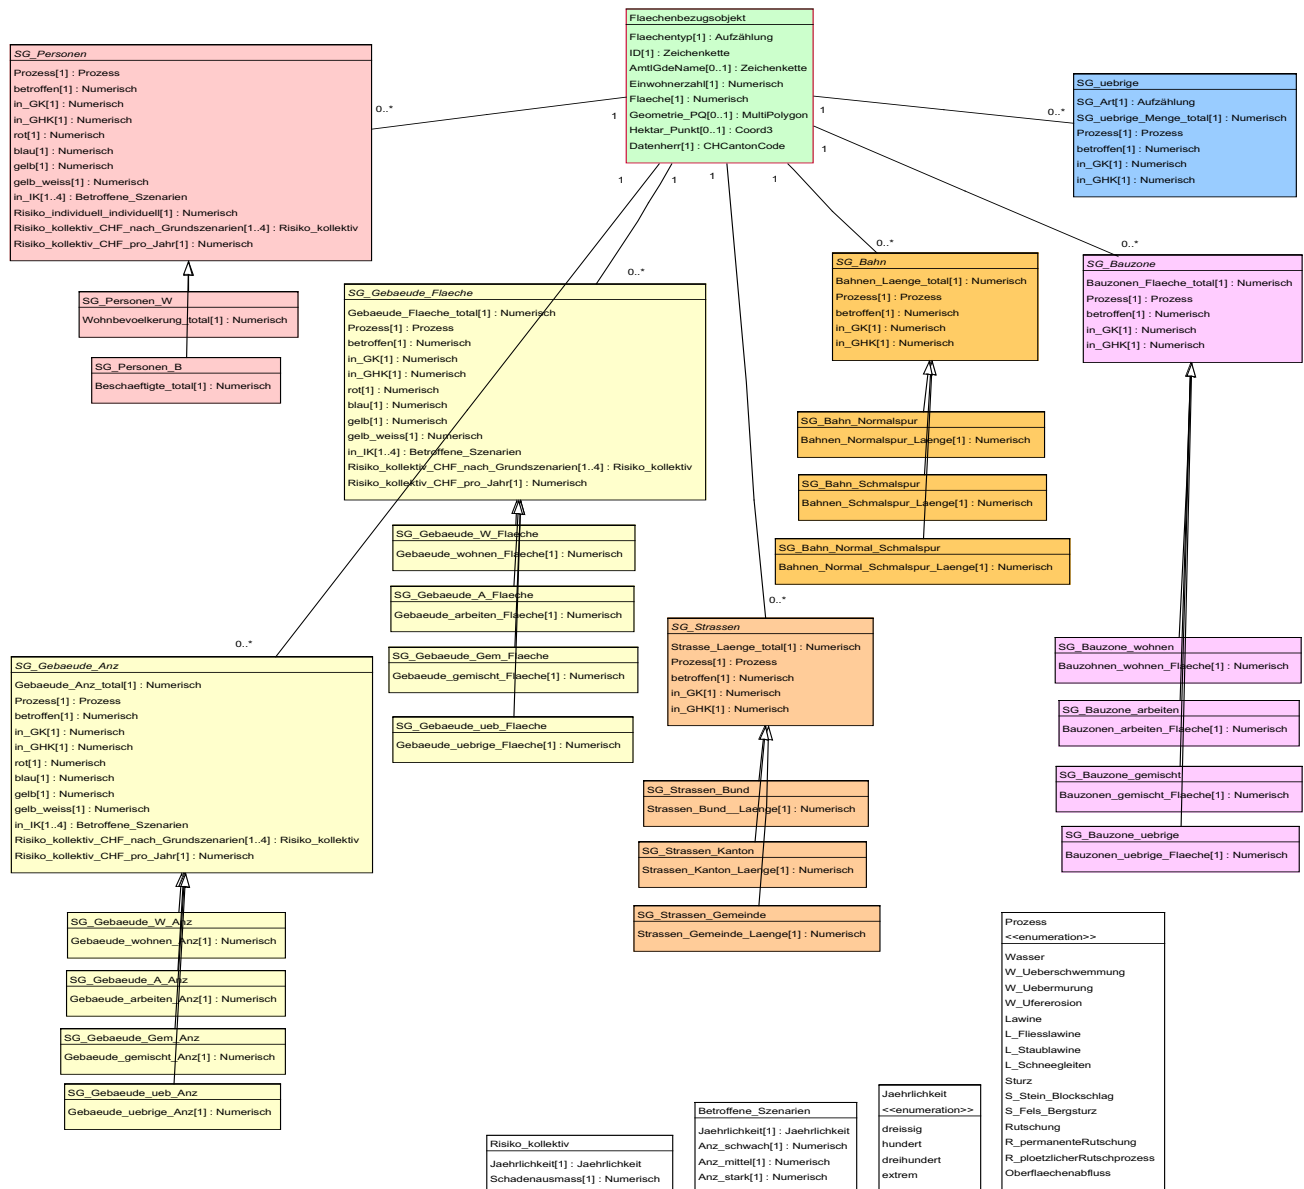 Flaechenbezugsobjekt
Flaechentyp[1] : Aufzählung
ID[1] : Zeichenkette
AmtlGdeName[0..1] : Zeichenkette
Einwohnerzahl[1] : Numerisch
Flaeche[1] : Numerisch
Geometrie_PQ[0..1] : MultiPolygon
Hektar_Punkt[0..1] : Coord3
Datenherr[1] : CHCantonCode
SG_Personen
Prozess[1] : Prozess
betroffen[1] : Numerisch
in_GK[1] : Numerisch
in_GHK[1] : Numerisch
rot[1] : Numerisch
blau[1] : Numerisch
gelb[1] : Numerisch
gelb_weiss[1] : Numerisch
in_IK[1..4] : Betroffene_Szenarien
Risiko_individuell_individuell[1] : Numerisch
Risiko_kollektiv_CHF_nach_Grundszenarien[1..4] : Risiko_kollektiv
Risiko_kollektiv_CHF_pro_Jahr[1] : Numerisch
0..*
1
1
0..*
1
SG_uebrige
SG_Art[1] : Aufzählung
SG_uebrige_Menge_total[1] : Numerisch
Prozess[1] : Prozess
betroffen[1] : Numerisch
in_GK[1] : Numerisch
in_GHK[1] : Numerisch
1
1
1
1
0..*
0..*
0..*
SG_Personen_W
Wohnbevoelkerung_total[1] : Numerisch
SG_Personen_B
Beschaeftigte_total[1] : Numerisch
SG_Gebaeude_Flaeche
Gebaeude_Flaeche_total[1] : Numerisch
Prozess[1] : Prozess
betroffen[1] : Numerisch
in_GK[1] : Numerisch
in_GHK[1] : Numerisch
rot[1] : Numerisch
blau[1] : Numerisch
gelb[1] : Numerisch
gelb_weiss[1] : Numerisch
in_IK[1..4] : Betroffene_Szenarien
Risiko_kollektiv_CHF_nach_Grundszenarien[1..4] : Risiko_kollektiv
Risiko_kollektiv_CHF_pro_Jahr[1] : Numerisch
SG_Bahn
Bahnen_Laenge_total[1] : Numerisch
Prozess[1] : Prozess
betroffen[1] : Numerisch
in_GK[1] : Numerisch
in_GHK[1] : Numerisch
SG_Bauzone
Bauzonen_Flaeche_total[1] : Numerisch
Prozess[1] : Prozess
betroffen[1] : Numerisch
in_GK[1] : Numerisch
in_GHK[1] : Numerisch
SG_Bahn_Normalspur
Bahnen_Normalspur_Laenge[1] : Numerisch
SG_Bahn_Schmalspur
Bahnen_Schmalspur_Laenge[1] : Numerisch
SG_Bahn_Normal_Schmalspur
Bahnen_Normal_Schmalspur_Laenge[1] : Numerisch
SG_Gebaeude_W_Flaeche
Gebaeude_wohnen_Flaeche[1] : Numerisch
SG_Gebaeude_A_Flaeche
Gebaeude_arbeiten_Flaeche[1] : Numerisch
SG_Gebaeude_Gem_Flaeche
Gebaeude_gemischt_Flaeche[1] : Numerisch
SG_Gebaeude_ueb_Flaeche
Gebaeude_uebrige_Flaeche[1] : Numerisch
0..*
0..*
SG_Strassen
Strasse_Laenge_total[1] : Numerisch
Prozess[1] : Prozess
betroffen[1] : Numerisch
in_GK[1] : Numerisch
in_GHK[1] : Numerisch
SG_Gebaeude_Anz
Gebaeude_Anz_total[1] : Numerisch
Prozess[1] : Prozess
betroffen[1] : Numerisch
in_GK[1] : Numerisch
in_GHK[1] : Numerisch
rot[1] : Numerisch
blau[1] : Numerisch
gelb[1] : Numerisch
gelb_weiss[1] : Numerisch
in_IK[1..4] : Betroffene_Szenarien
Risiko_kollektiv_CHF_nach_Grundszenarien[1..4] : Risiko_kollektiv
Risiko_kollektiv_CHF_pro_Jahr[1] : Numerisch
SG_Bauzone_wohnen
Bauzohnen_wohnen_Flaeche[1] : Numerisch
SG_Bauzone_arbeiten
Bauzonen_arbeiten_Flaeche[1] : Numerisch
SG_Bauzone_gemischt
Bauzonen_gemischt_Flaeche[1] : Numerisch
SG_Bauzone_uebrige
Bauzonen_uebrige_Flaeche[1] : Numerisch
SG_Strassen_Bund
Strassen_Bund__Laenge[1] : Numerisch
SG_Strassen_Kanton
Strassen_Kanton_Laenge[1] : Numerisch
SG_Strassen_Gemeinde
Strassen_Gemeinde_Laenge[1] : Numerisch
SG_Gebaeude_W_Anz
Gebaeude_wohnen_Anz[1] : Numerisch
SG_Gebaeude_A_Anz
Gebaeude_arbeiten_Anz[1] : Numerisch
SG_Gebaeude_Gem_Anz
Gebaeude_gemischt_Anz[1] : Numerisch
SG_Gebaeude_ueb_Anz
Gebaeude_uebrige_Anz[1] : Numerisch
Risiko_kollektiv
Jaehrlichkeit[1] : Jaehrlichkeit
Schadenausmass[1] : Numerisch
Betroffene_Szenarien
Jaehrlichkeit[1] : Jaehrlichkeit
Anz_schwach[1] : Numerisch
Anz_mittel[1] : Numerisch
Anz_stark[1] : Numerisch
Jaehrlichkeit
<<enumeration>>
dreissig
hundert
dreihundert
extrem
Prozess
<<enumeration>>
Wasser
W_Ueberschwemmung
W_Uebermurung
W_Ufererosion
Lawine
L_Fliesslawine
L_Staublawine
L_Schneegleiten
Sturz
S_Stein_Blockschlag
S_Fels_Bergsturz
Rutschung
R_permanenteRutschung
R_ploetzlicherRutschprozess
Oberflaechenabfluss